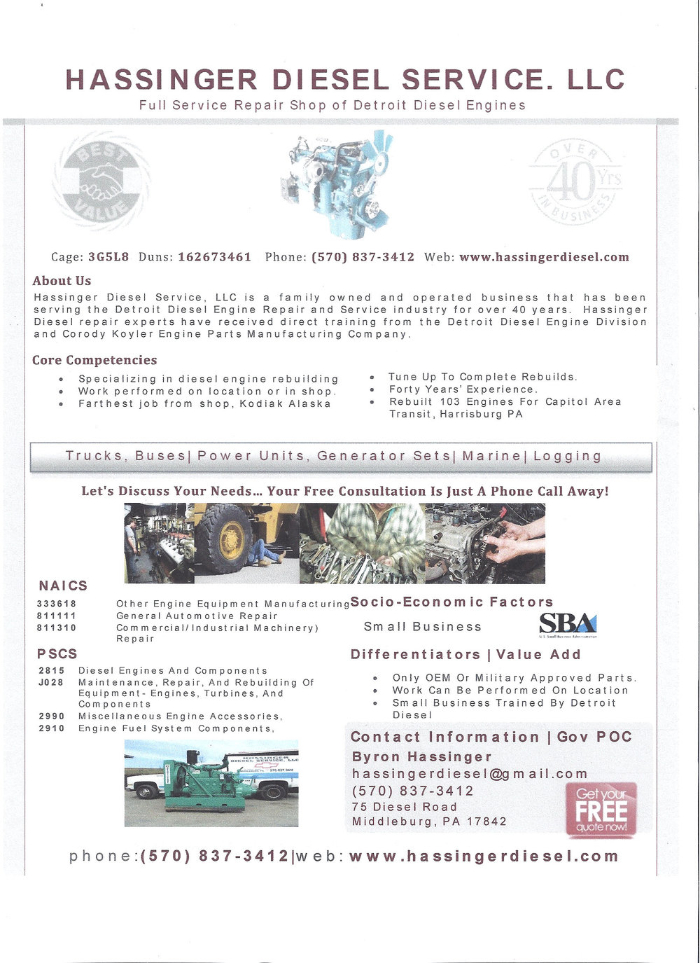 HASSINGER DIESEL SERVICE. LLC
Full Service Repair Shop of Detroit Diesel Engines
BEST
VALUE
OVER
40 YRS
IN BUSINESS
Cage: 3G5L8 Duns: 162673461 Phone: (570) 837-3412 Web: www.hassingerdiesel.com
About Us
Hassinger Diesel Service, LLC is a family owned and operated business that has been
serving the Detroit Diesel Engine Repair and Service industry for over 40 years. Hassinger
Diesel repair experts have received direct training from the Detroit Diesel Engine Division
and Corody Koyler Engine Parts Manufacturing Company.
Core Competencies
• Specializing in diesel engine rebuilding
• Work performed on location or in shop.
• Farthest job from shop, Kodiak Alaska
• Tune Up To Complete Rebuilds.
• Forty Years' Experience.
• Rebuilt 103 Engines For Capitol Area
Transit, Harrisburg PA
Trucks, Buses| Power Units, Generator Sets| Marine| Logging
Let's Discuss Your Needs... Your Free Consultation Is Just A Phone Call Away!
NAICS
333618 Other Engine Equipment Manufacturing
811111 General Automotive Repair
811310 Commercial/Industrial Machinery)
Repair
PSCS
2815 Diesel Engines And Components
J028 Maintenance, Repair, And Rebuilding Of
Equipment- Engines, Turbines, And
Components
2990 Miscellaneous Engine Accessories,
2910 Engine Fuel System Components,
HASSINGER
DIESEL SERVICE, LLC
Socio-Economic Factors
Small Business
SBA
U.S. Small Business Administration
Differentiators | Value Add
• Only OEM Or Military Approved Parts.
• Work Can Be Performed On Location
• Small Business Trained By Detroit
Diesel
Contact Information | Gov POC
Byron Hassinger
hassingerdiesel@gmail.com
(570) 837-3412
75 Diesel Road
Middleburg, PA 17842
Get your
FREE
quote now!
phone:(570) 837-3412|web: www.hassingerdiesel.com